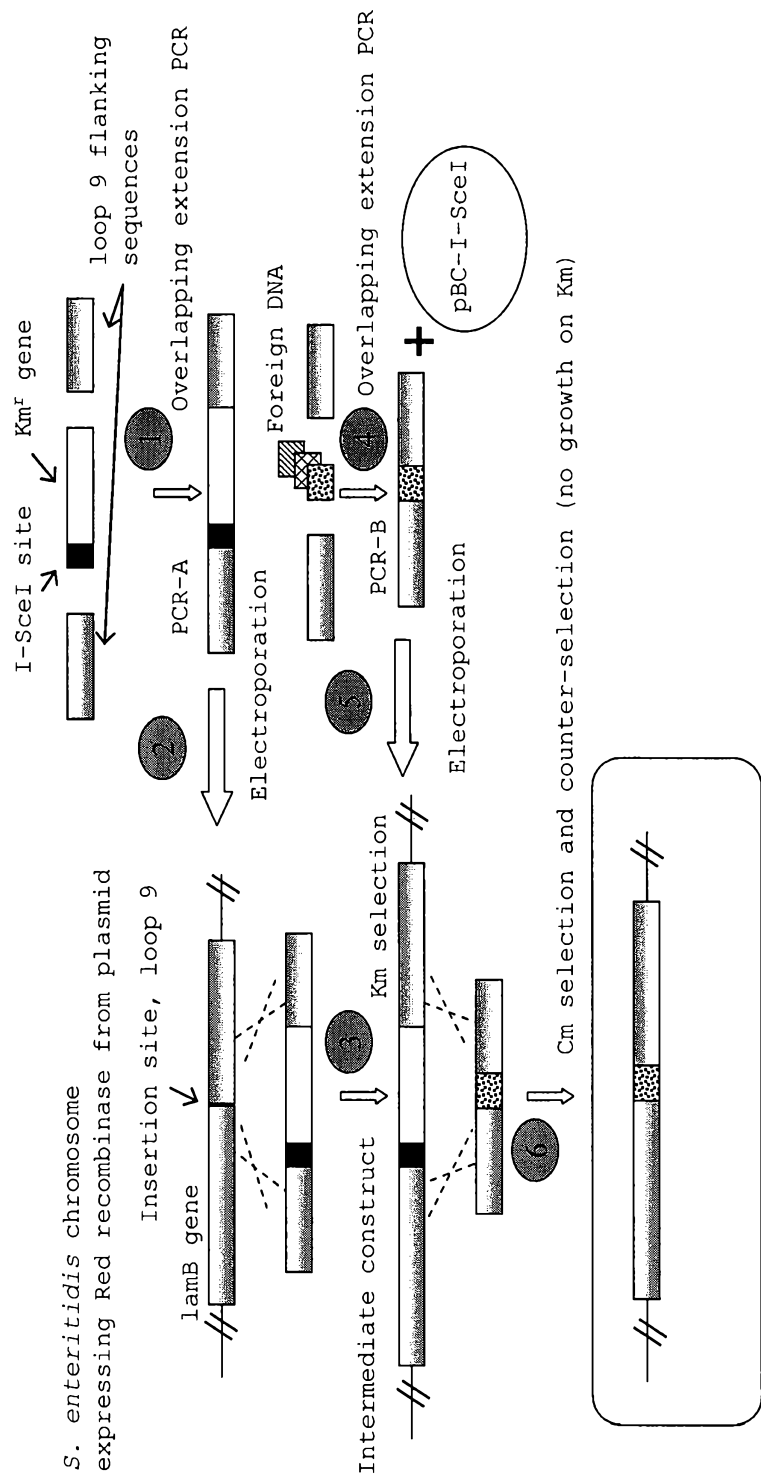 S. enteritidis chromosome
expressing Red recombinase from plasmid
Insertion site, loop 9
lamB gene
I-SceI site
Kmʳ gene
loop 9 flanking
sequences
1
Overlapping extension PCR
PCR-A
2
Electroporation
3
Km selection
Intermediate construct
Foreign DNA
4
Overlapping extension PCR
PCR-B
+
pBC-I-SceI
5
Electroporation
6
Cm selection and counter-selection (no growth on Km)